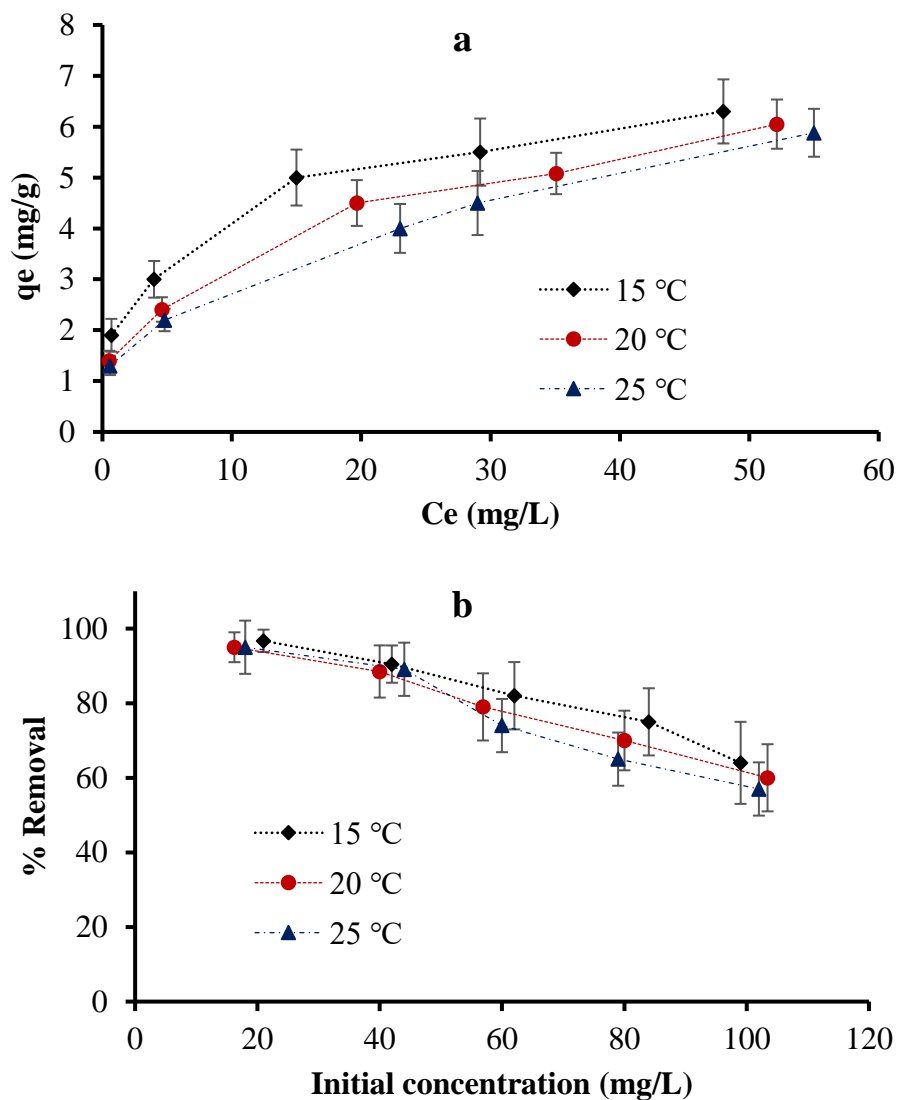 a
qe (mg/g)
8
7
6
5
4
3
2
1
0
15 ℃
20 ℃
25 ℃
0 10 20 30 40 50 60
Ce (mg/L)
b
% Removal
100
80
60
40
20
0
15 ℃
20 ℃
25 ℃
0 20 40 60 80 100 120
Initial concentration (mg/L)